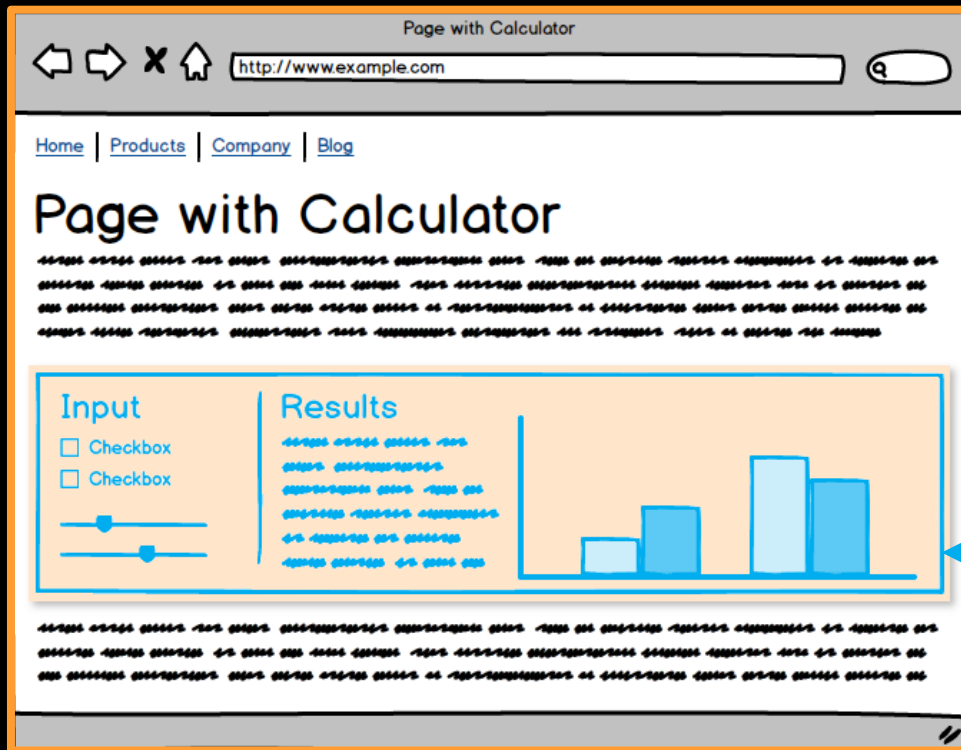 Page with Calculator
http://www.example.com
Home Products Company Blog
Page with Calculator
Input
Checkbox
Checkbox
Results